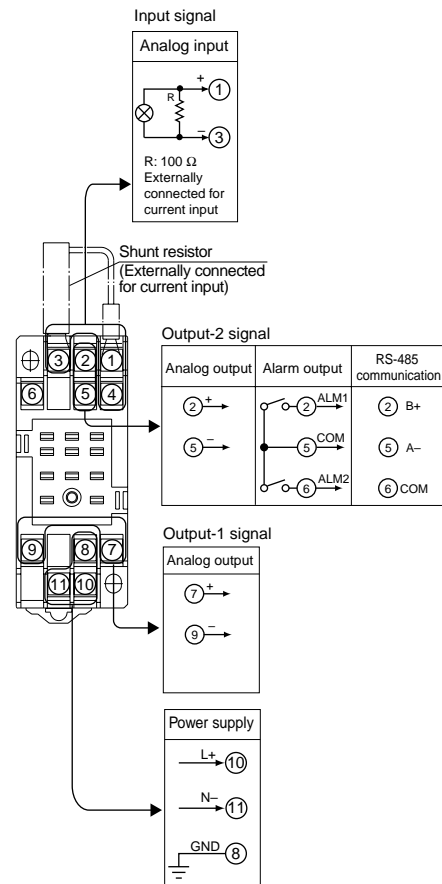 Input signal
Analog input
+
R
1
–
3
R: 100 Ω
Externally
connected for
current input
Shunt resistor
(Externally connected
for current input)
3 2 1
6 5 4
9 8 7
11 10
Output-2 signal
Analog output Alarm output RS-485 communication
2 + 2 ALM1 2 B+
5 – 5 COM 5 A–
6 ALM2 6 COM
Output-1 signal
Analog output
7 +
9 –
Power supply
L+ 10
N– 11
GND 8